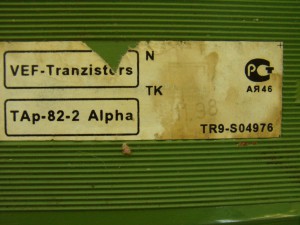 VEF-Tranzistors
TAp-82-2 Alpha
N
TK
АЯ46
TR9-S04976